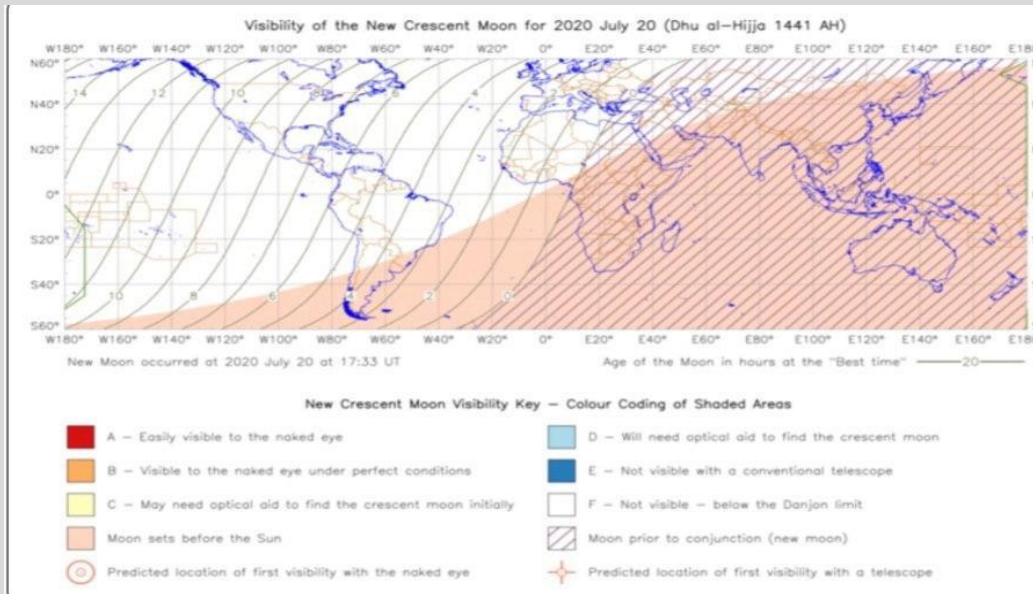 Visibility of the New Crescent Moon for 2020 July 20 (Dhu al-Hijja 1441 AH)
W180° W160° W140° W120° W100° W80° W60° W40° W20° 0° E20° E40° E60° E80° E100° E120° E140° E160° E180
N60°
14 12 10 8 6 4 2
N40°
N20°
0°
S20°
S40° 10 8 6 4 2 0
S60°
W180° W160° W140° W120° W100° W80° W60° W40° W20° 0° E20° E40° E60° E80° E100° E120° E140° E160° E180
New Moon occurred at 2020 July 20 at 17:33 UT
Age of the Moon in hours at the "Best time" 20
New Crescent Moon Visibility Key – Colour Coding of Shaded Areas
A – Easily visible to the naked eye
D – Will need optical aid to find the crescent moon
B – Visible to the naked eye under perfect conditions
E – Not visible with a conventional telescope
C – May need optical aid to find the crescent moon initially
F – Not visible – below the Danjon limit
Moon sets before the Sun
Moon prior to conjunction (new moon)
Predicted location of first visibility with the naked eye
Predicted location of first visibility with a telescope